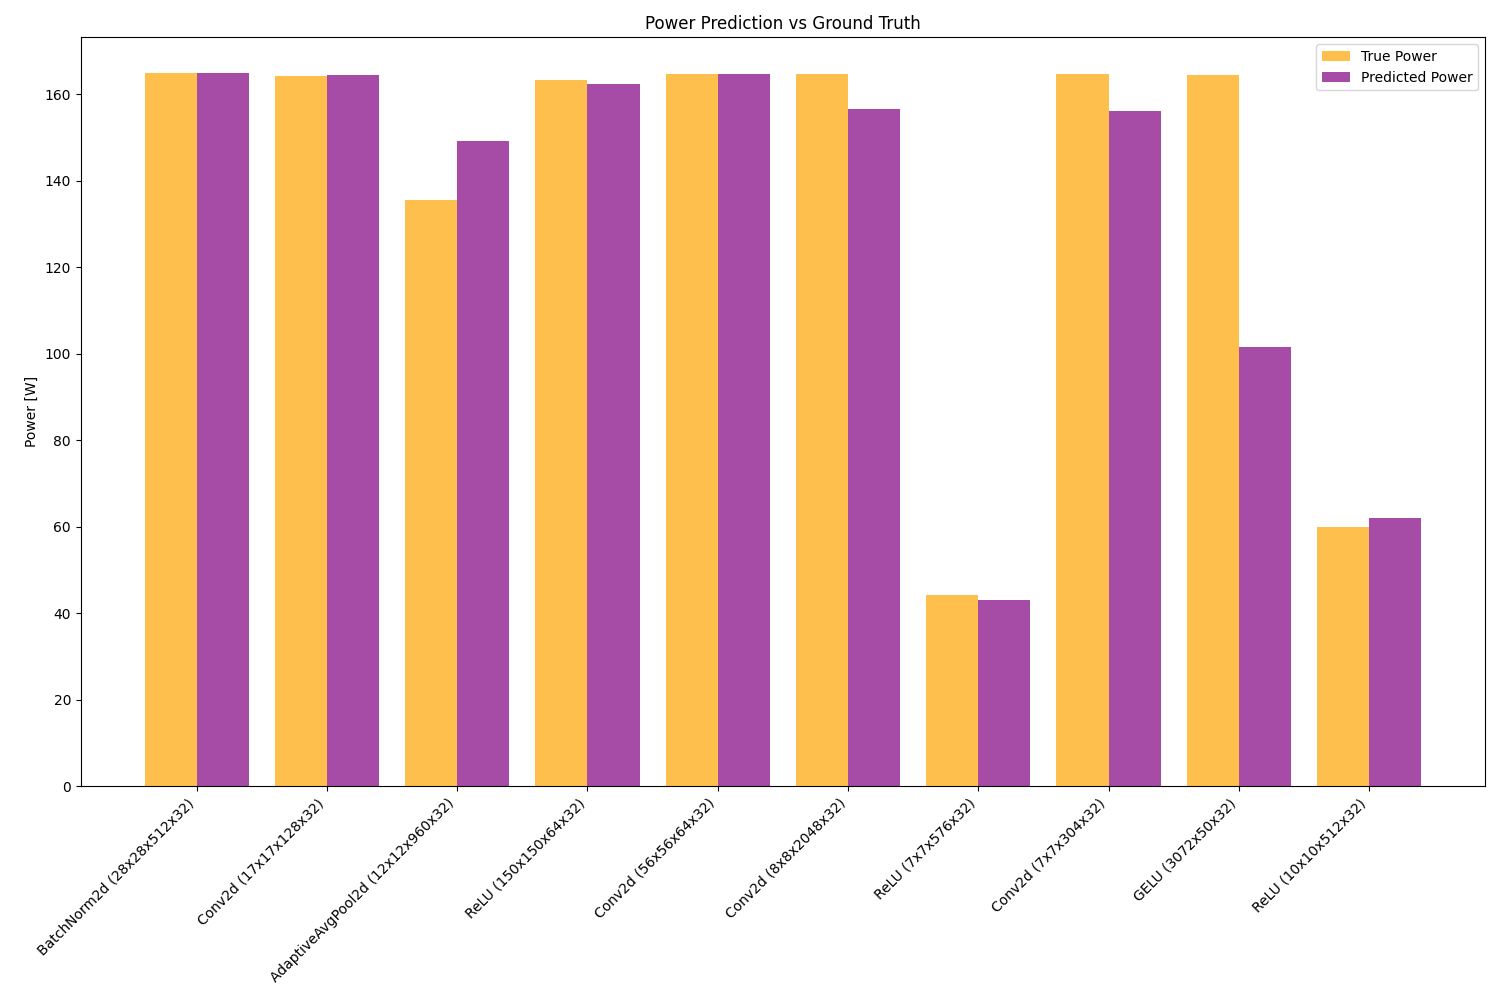 Power Prediction vs Ground Truth
True Power
Predicted Power
Power [W]
160
140
120
100
80
60
40
20
0
BatchNorm2d (28x28x512x32)
Conv2d (17x17x128x32)
AdaptiveAvgPool2d (12x12x960x32)
ReLU (150x150x64x32)
Conv2d (56x56x64x32)
Conv2d (8x8x2048x32)
ReLU (7x7x576x32)
Conv2d (7x7x304x32)
GELU (3072x50x32)
ReLU (10x10x512x32)